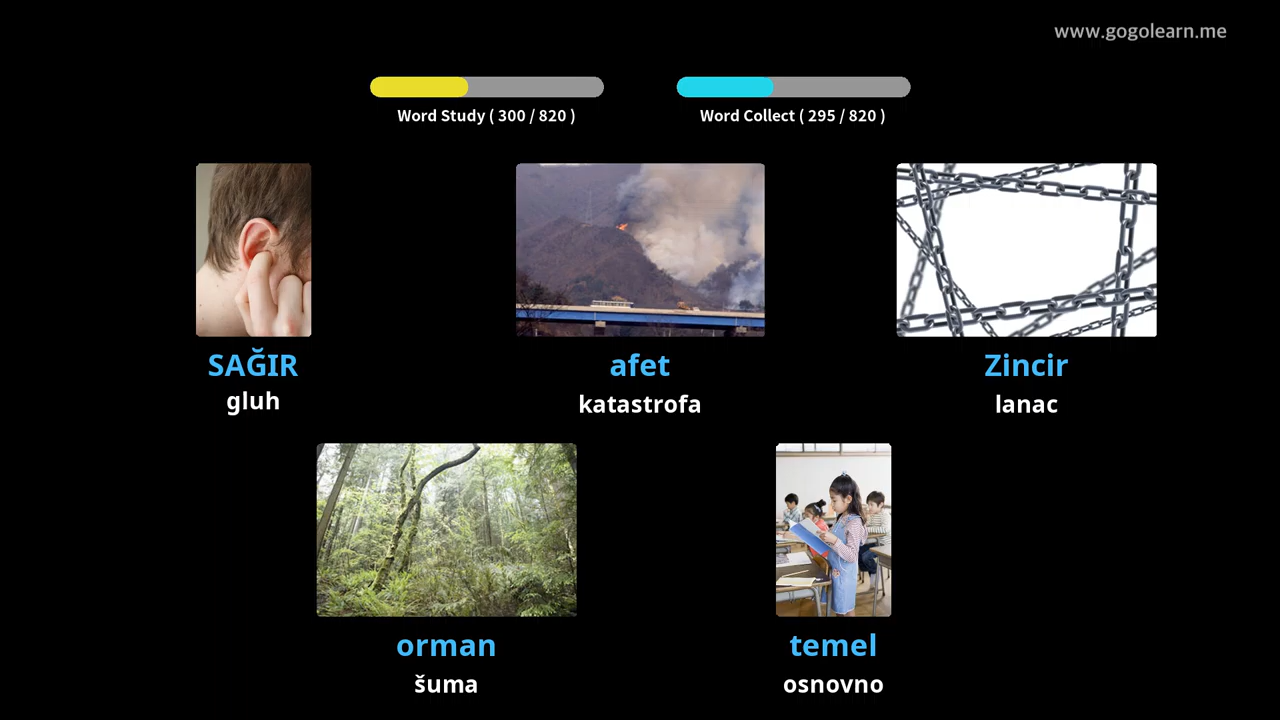 www.gogolearn.me
Word Study ( 300 / 820 )
Word Collect ( 295 / 820 )
SAĞIR
gluh
afet
katastrofa
Zincir
lanac
orman
šuma
temel
osnovno